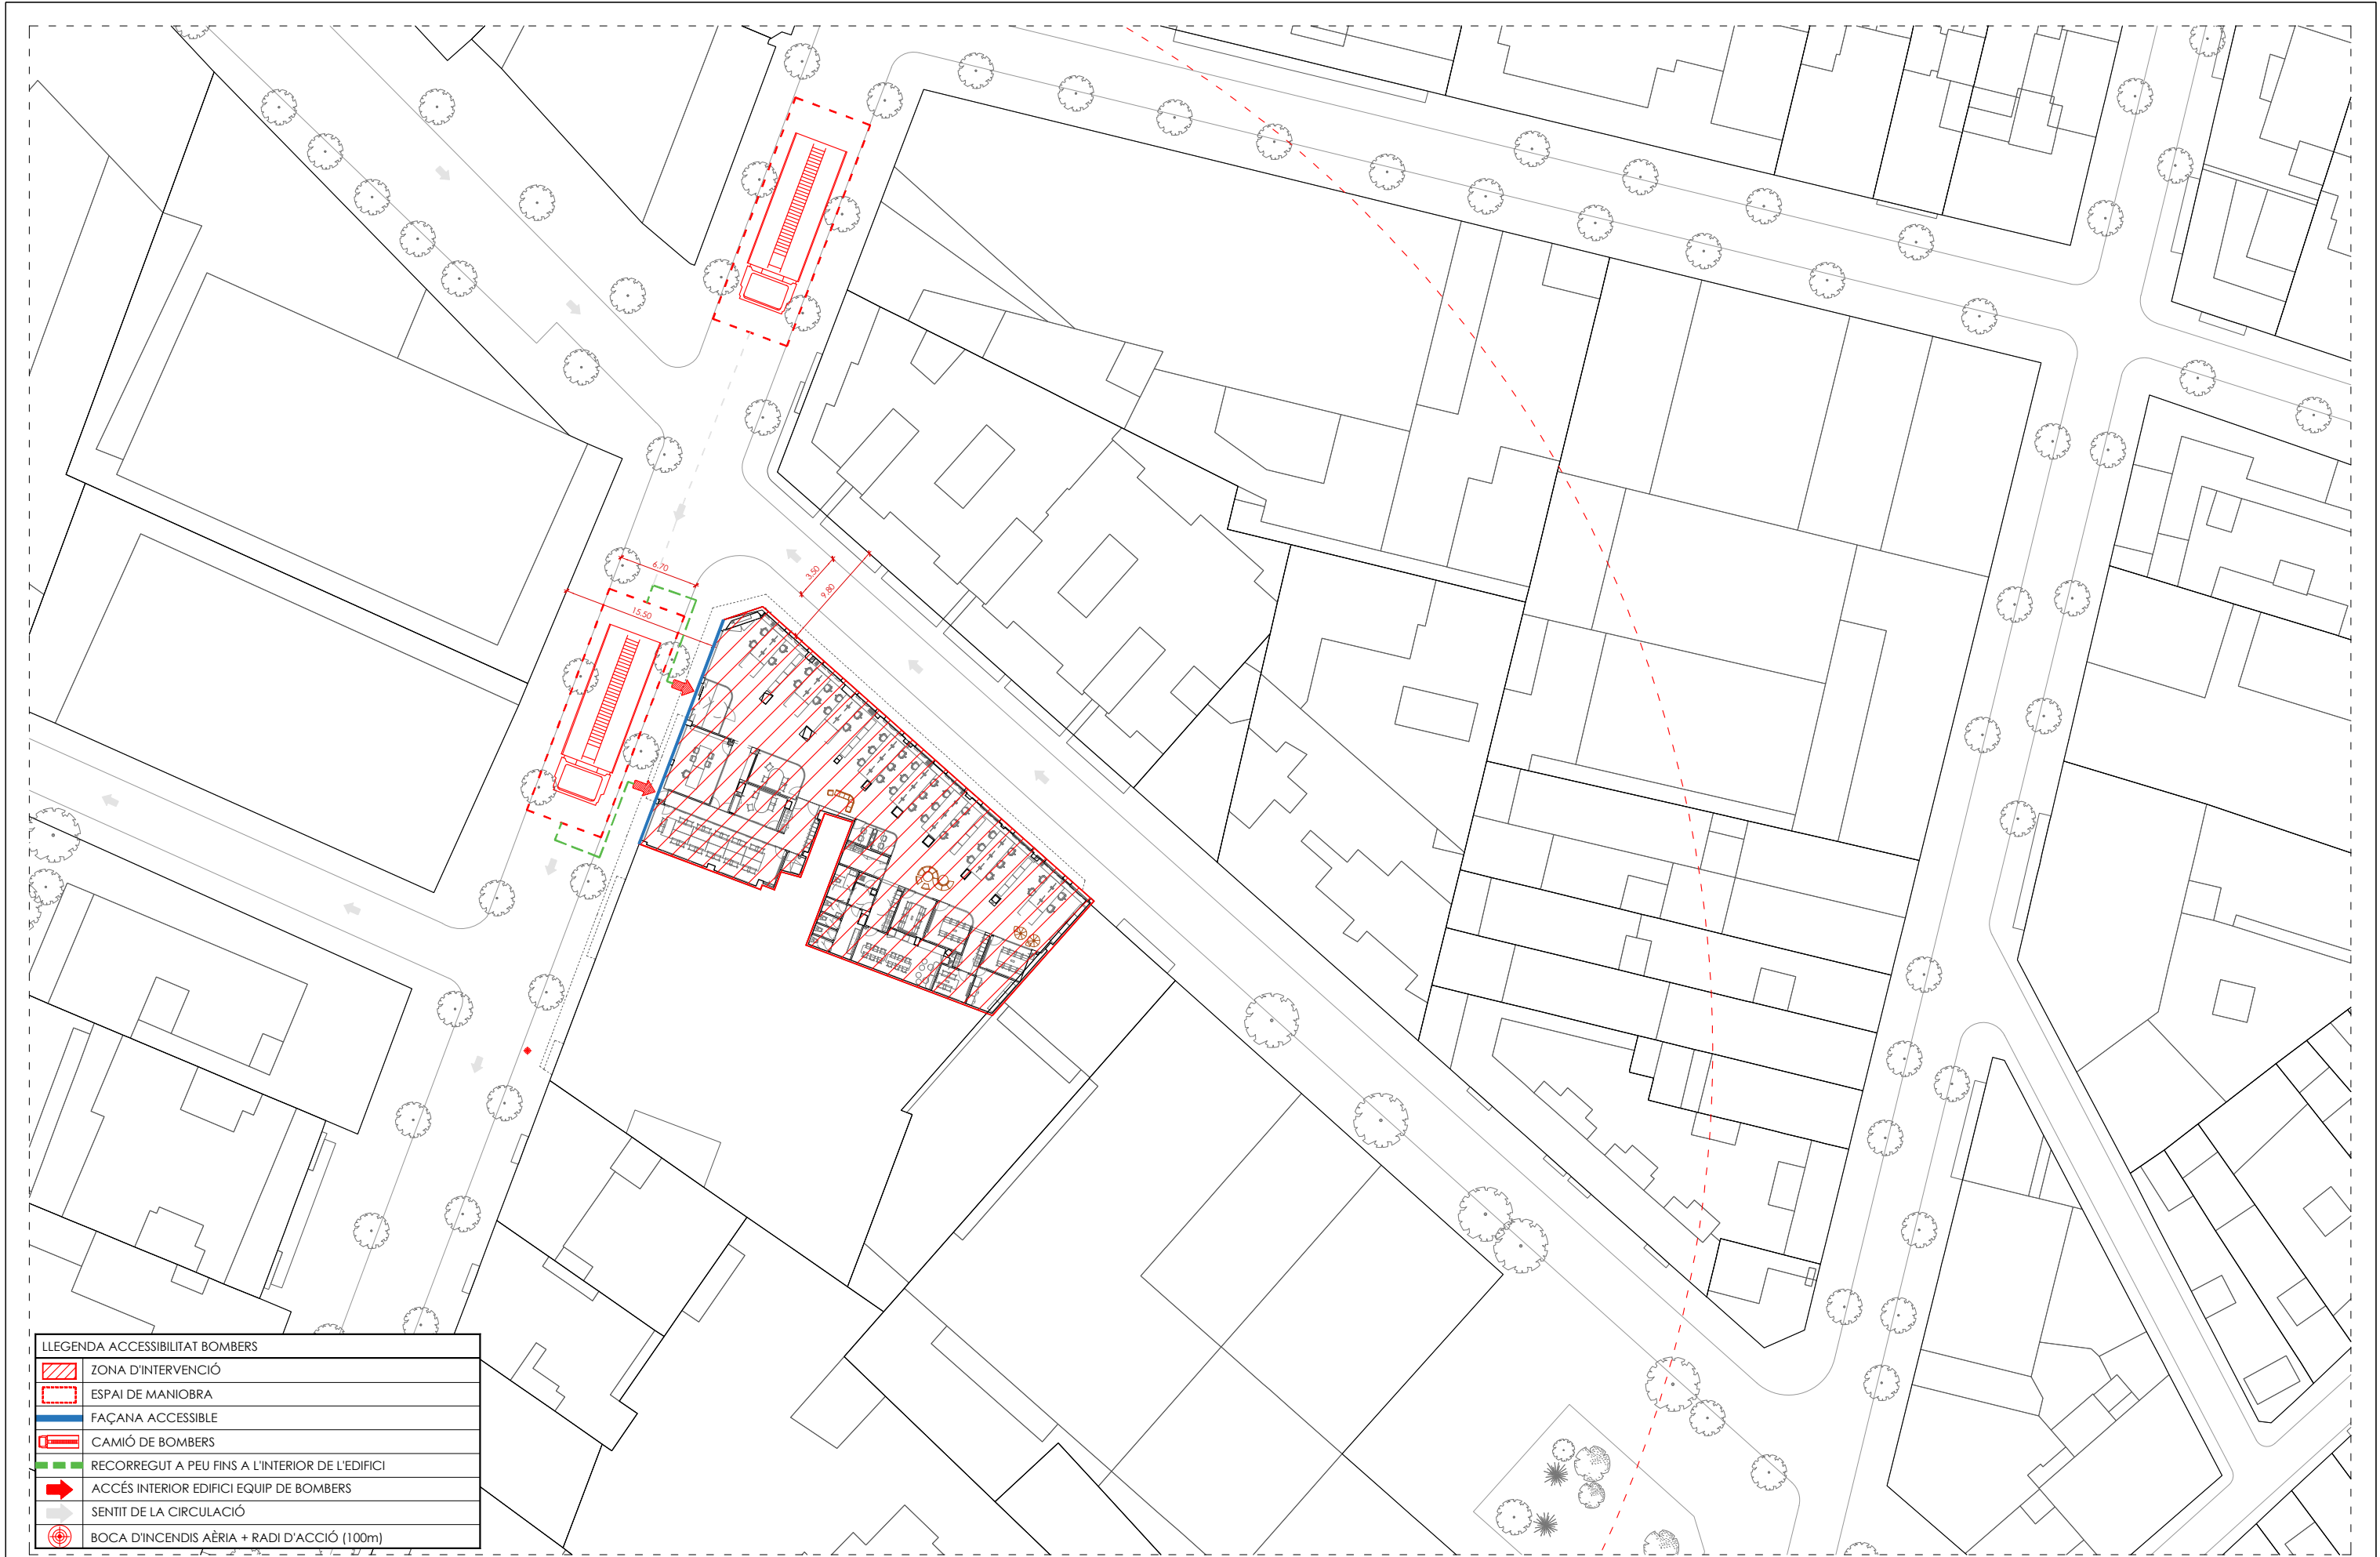 6.70
15.50
3.50
9.80
LLEGENDA ACCESSIBILITAT BOMBERS
ZONA D'INTERVENCIÓ
ESPAI DE MANIOBRA
FAÇANA ACCESSIBLE
CAMIÓ DE BOMBERS
RECORREGUT A PEU FINS A L'INTERIOR DE L'EDIFICI
ACCÉS INTERIOR EDIFICI EQUIP DE BOMBERS
SENTIT DE LA CIRCULACIÓ
BOCA D'INCENDIS AÈRIA + RADI D'ACCIÓ (100m)